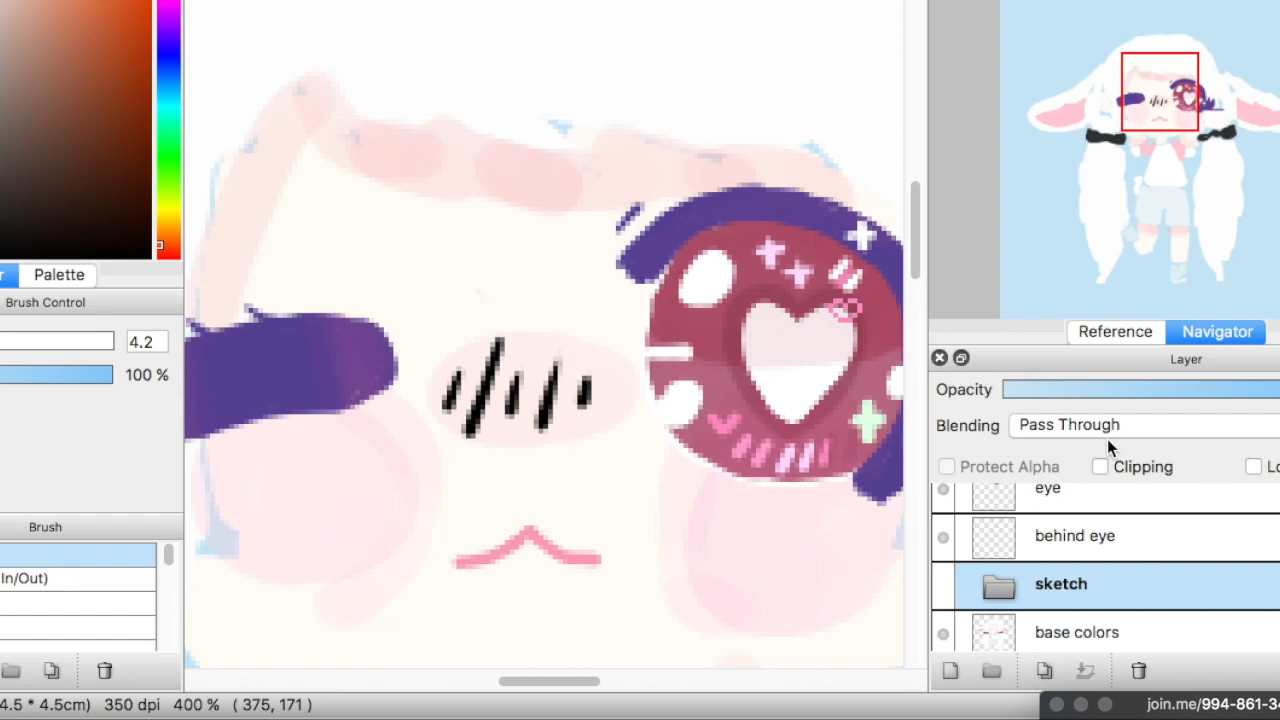 Palette
Brush Control
4.2
100 %
Brush
In/Out)
4.5 * 4.5cm) 350 dpi 400 % ( 375, 171 )
Reference Navigator
Layer
Opacity
Blending Pass Through
Protect Alpha Clipping Lo
eye
behind eye
sketch
base colors
join.me/994-861-34